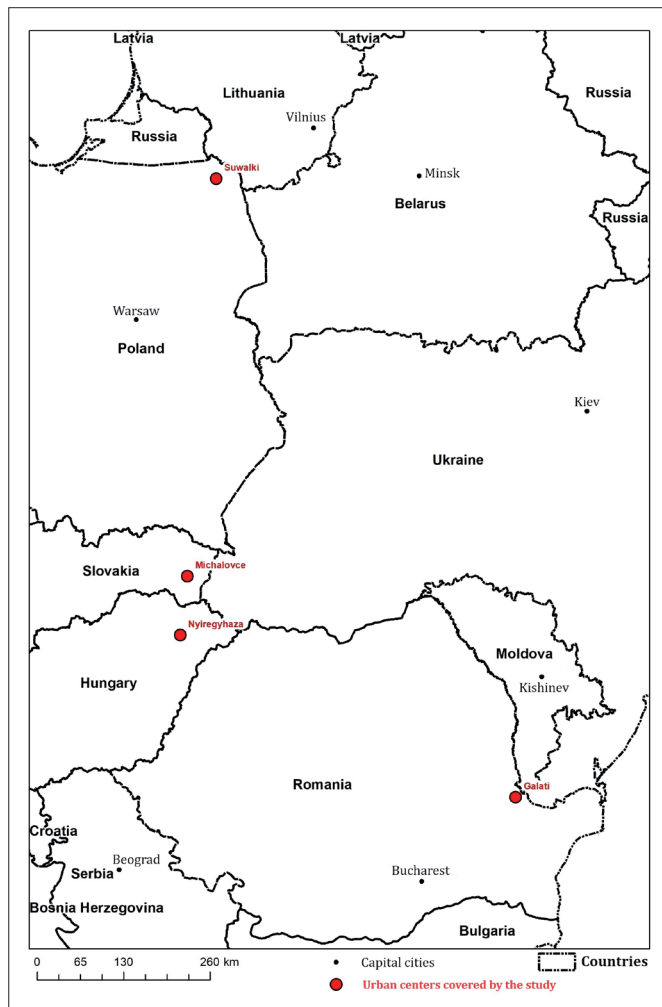 Latvia
Latvia
Lithuania
Russia
Vilnius
Russia
Suwalki
Minsk
Belarus
Russia
Warsaw
Poland
Kiev
Ukraine
Michalovce
Slovakia
Nyiregyhaza
Moldova
Hungary
Kishinev
Romania
Galati
Croatia
Beograd
Serbia
Bucharest
Bosnia Herzegovina
Bulgaria
0 65 130 260 km
Capital cities
Countries
Urban centers covered by the study